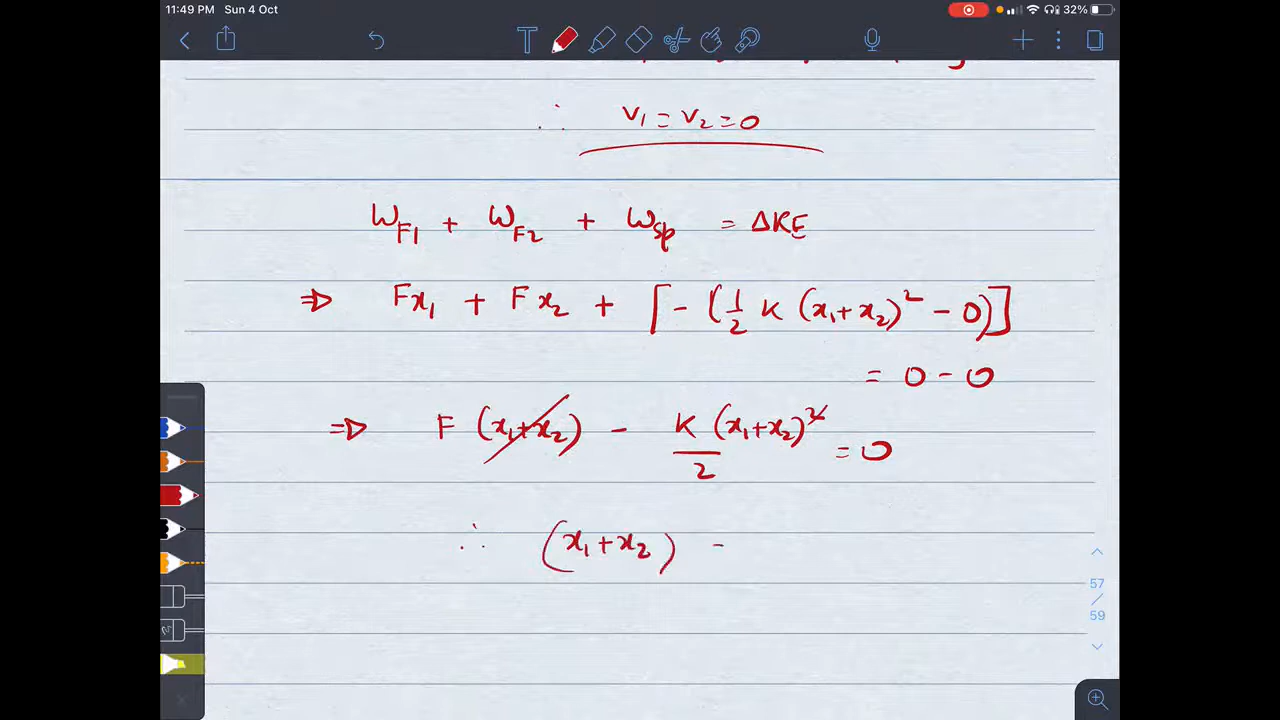 11:49 PM Sun 4 Oct 32%
T
∴ v₁ = v₂ = 0
W_F1 + W_F2 + W_sp = ΔKE
⇒ Fx₁ + Fx₂ + [-(1/2 K (x₁+x₂)² - 0)]
= 0 - 0
⇒ F (x₁+x₂) - K/2 (x₁+x₂)² = 0
∴ (x₁+x₂) -
57
/
59